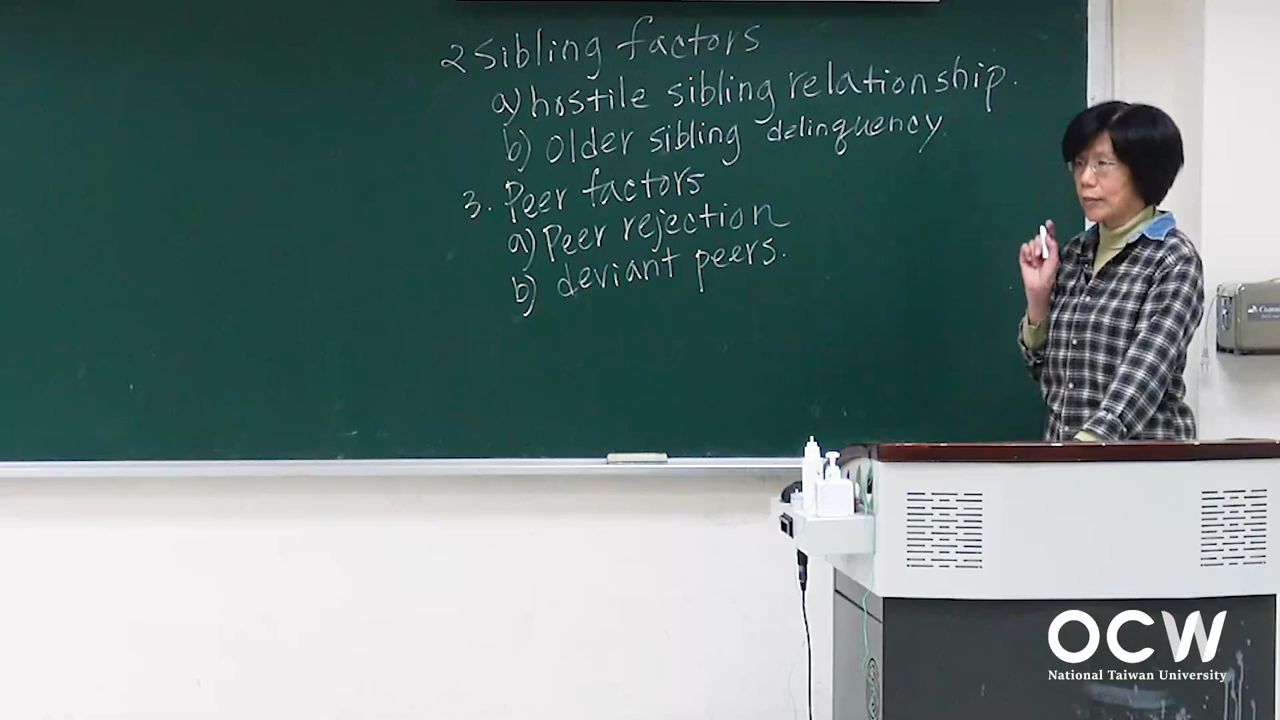 2 Sibling factors
a) hostile sibling relationship.
b) Older sibling delinquency
3. Peer factors
a) Peer rejection
b) deviant peers.
OCW
National Taiwan University